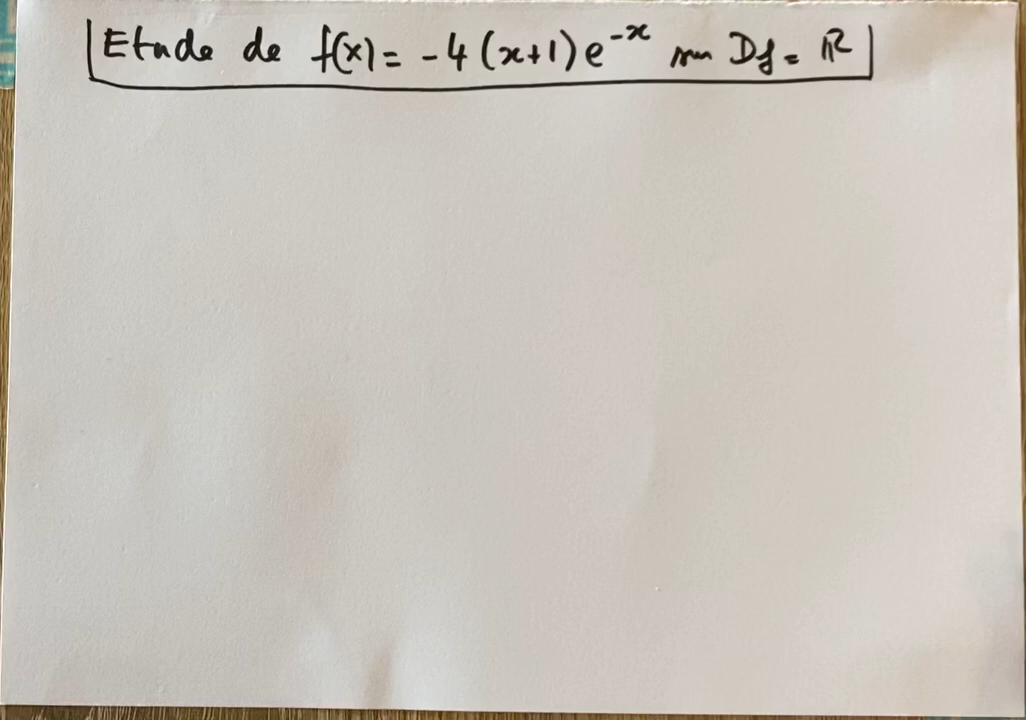 Etude de f(x) = -4 (x+1) e^{-x} sur Df = ℝ